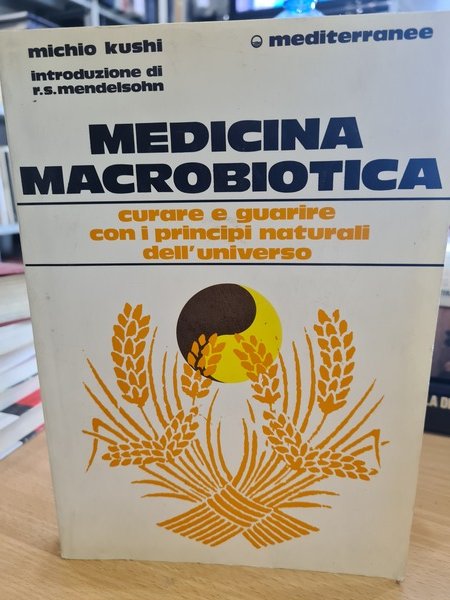 michio kushi
mediterranee
introduzione di
r.s.mendelsohn
MEDICINA
MACROBIOTICA
curare e guarire
con i principi naturali
dell'universo